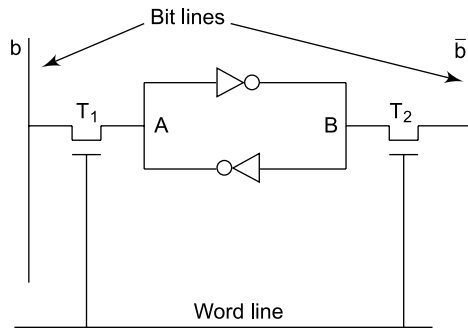 Bit lines
b
b̅
T₁
A
B
T₂
Word line